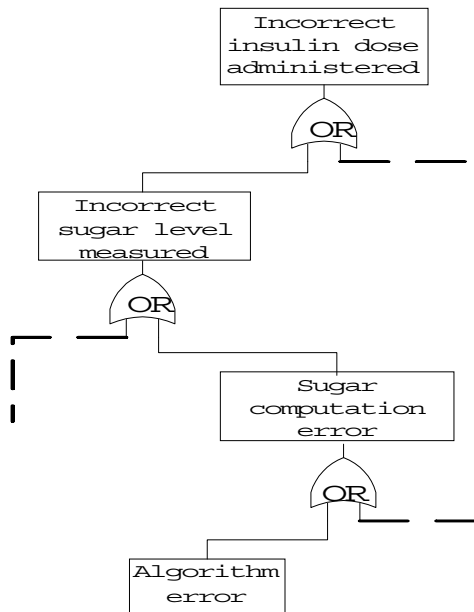 Incorrect
insulin dose
administered
OR
Incorrect
sugar level
measured
OR
Sugar
computation
error
OR
Algorithm
error